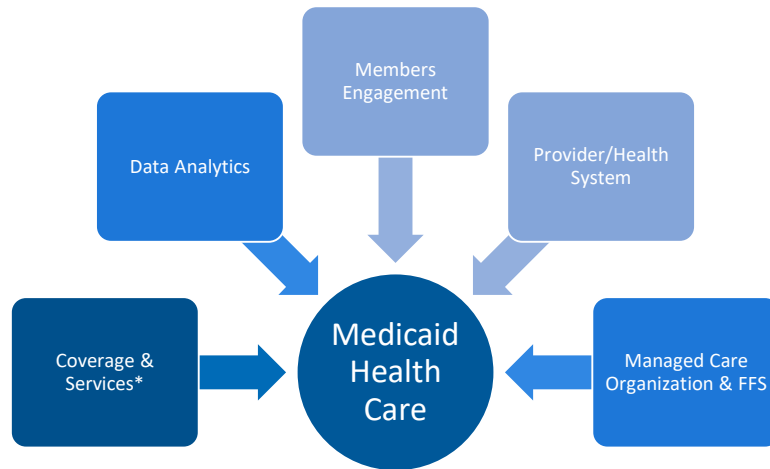 Members
Engagement
Data Analytics
Provider/Health
System
Coverage &
Services*
Medicaid
Health
Care
Managed Care
Organization & FFS